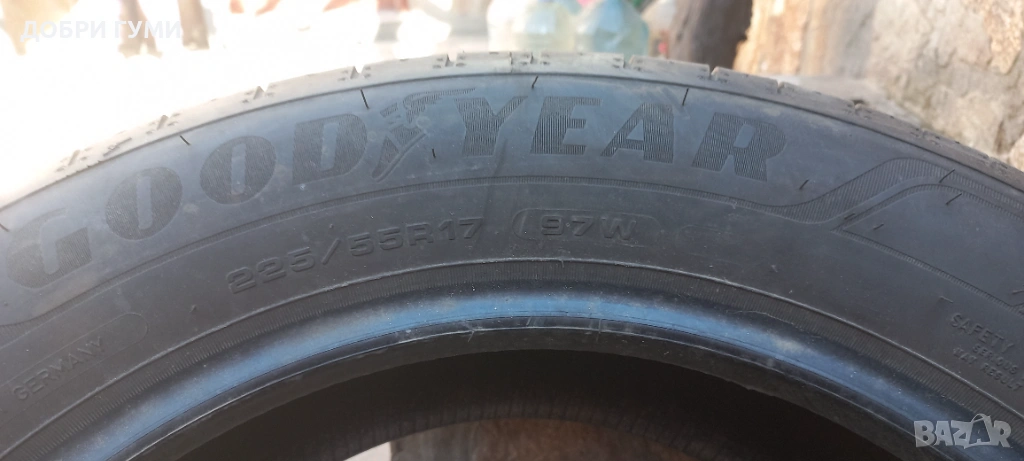 ДОБРИ ГУМИ
GOODYEAR
225/55R17 97W
GERMANY
SAFETY
BAZAR